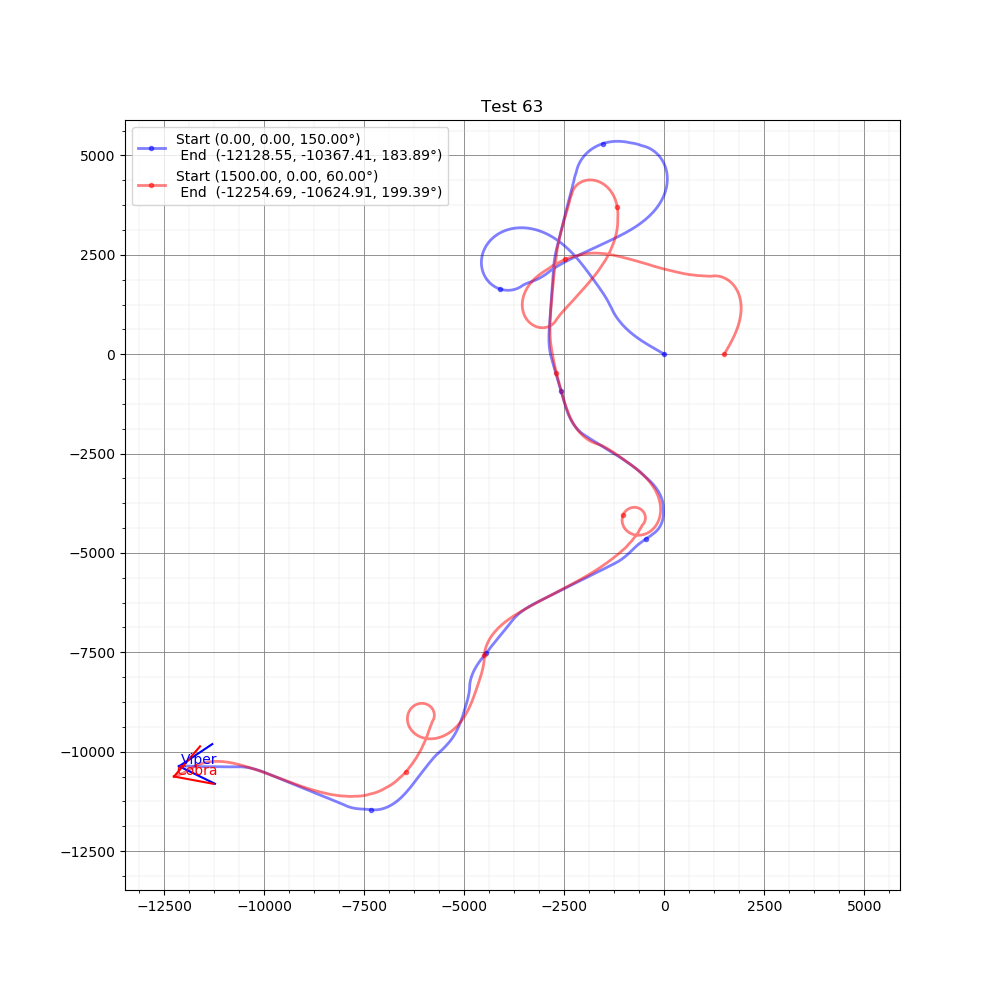 Test 63
Start (0.00, 0.00, 150.00°)
End  (-12128.55, -10367.41, 183.89°)
Start (1500.00, 0.00, 60.00°)
End  (-12254.69, -10624.91, 199.39°)
5000
2500
0
−2500
−5000
−7500
−10000
−12500
Viper
Cobra
−12500 −10000 −7500 −5000 −2500 0 2500 5000